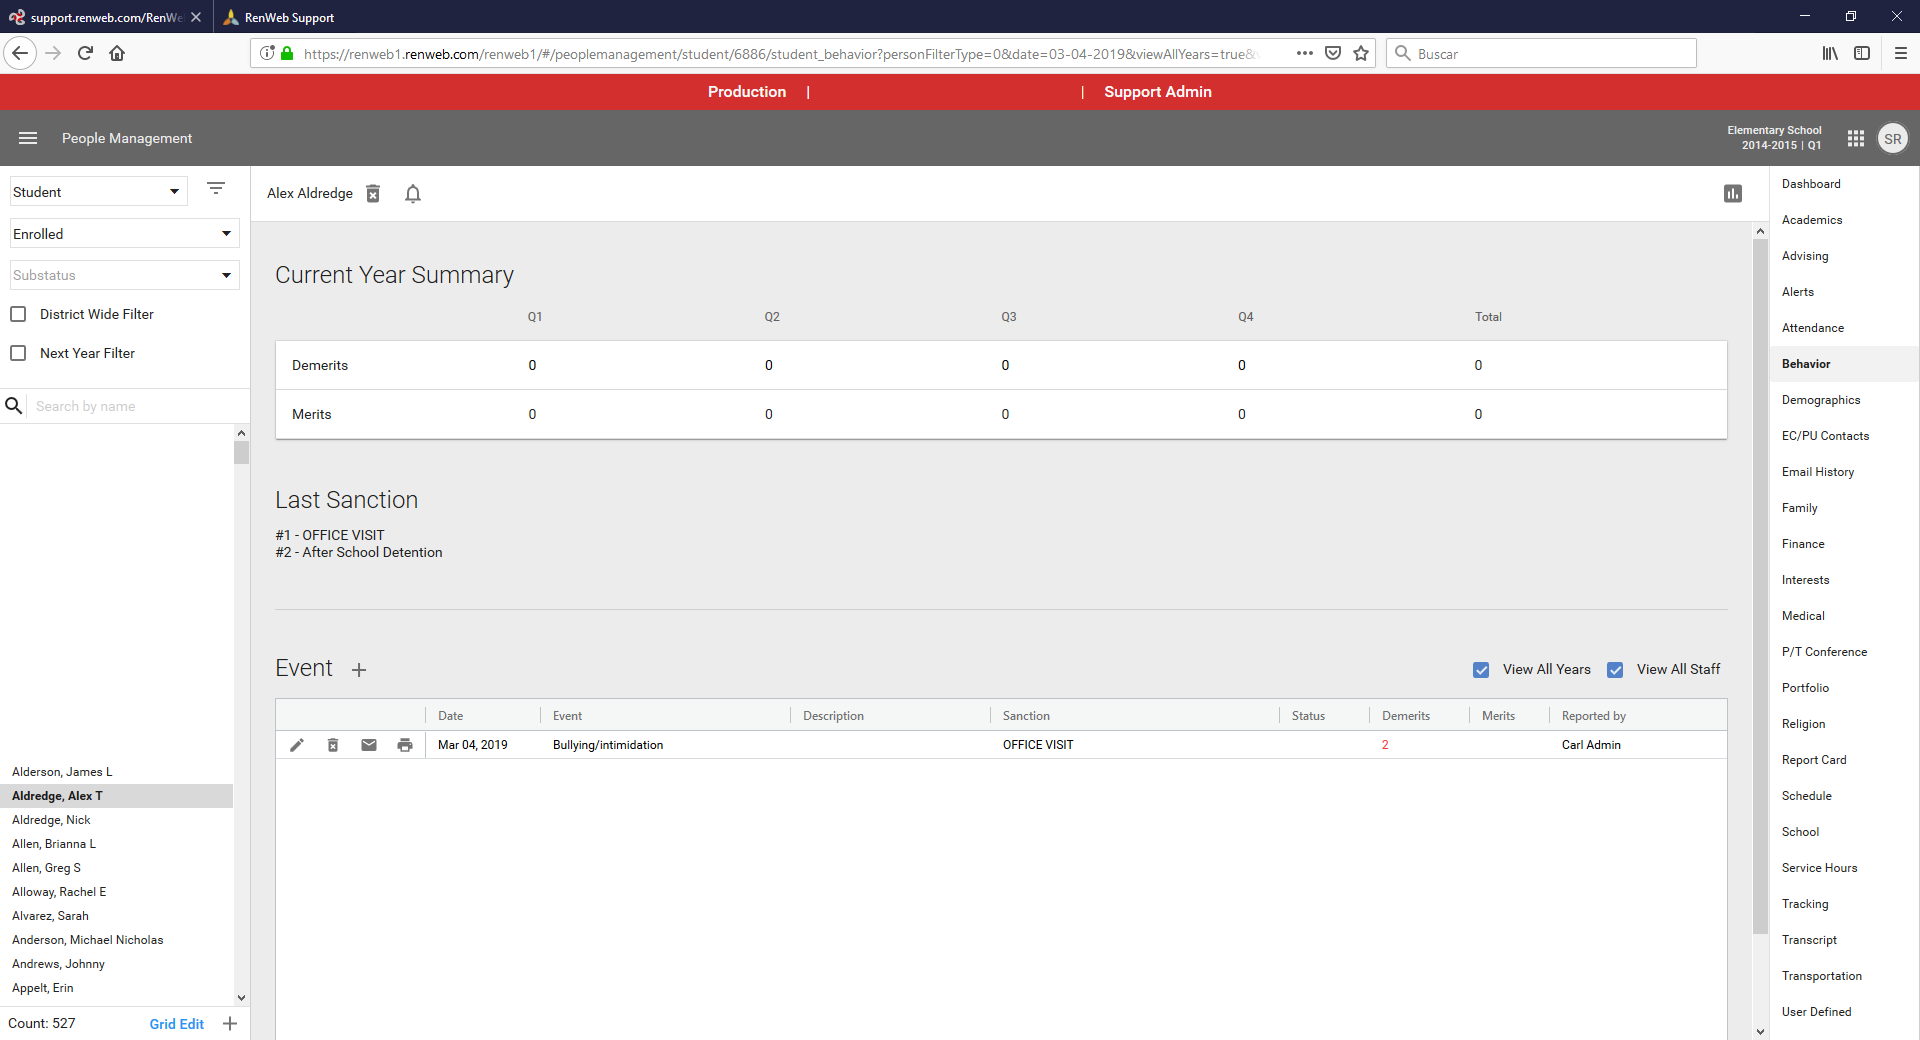 support.renweb.com/RenWe
RenWeb Support
https://renweb1.renweb.com/renweb1/#/peoplemanagement/student/6886/student_behavior?personFilterType=0&date=03-04-2019&viewAllYears=true&
Buscar
Production | | Support Admin
People Management
Elementary School
2014-2015 | Q1
SR
Student
Enrolled
Substatus
District Wide Filter
Next Year Filter
Search by name
Alderson, James L
Aldredge, Alex T
Aldredge, Nick
Allen, Brianna L
Allen, Greg S
Alloway, Rachel E
Alvarez, Sarah
Anderson, Michael Nicholas
Andrews, Johnny
Appelt, Erin
Count: 527 Grid Edit
Alex Aldredge
Current Year Summary
Q1 Q2 Q3 Q4 Total
Demerits 0 0 0 0 0
Merits 0 0 0 0 0
Last Sanction
#1 - OFFICE VISIT
#2 - After School Detention
Event
View All Years View All Staff
Date Event Description Sanction Status Demerits Merits Reported by
Mar 04, 2019 Bullying/intimidation OFFICE VISIT 2 Carl Admin
Dashboard
Academics
Advising
Alerts
Attendance
Behavior
Demographics
EC/PU Contacts
Email History
Family
Finance
Interests
Medical
P/T Conference
Portfolio
Religion
Report Card
Schedule
School
Service Hours
Tracking
Transcript
Transportation
User Defined